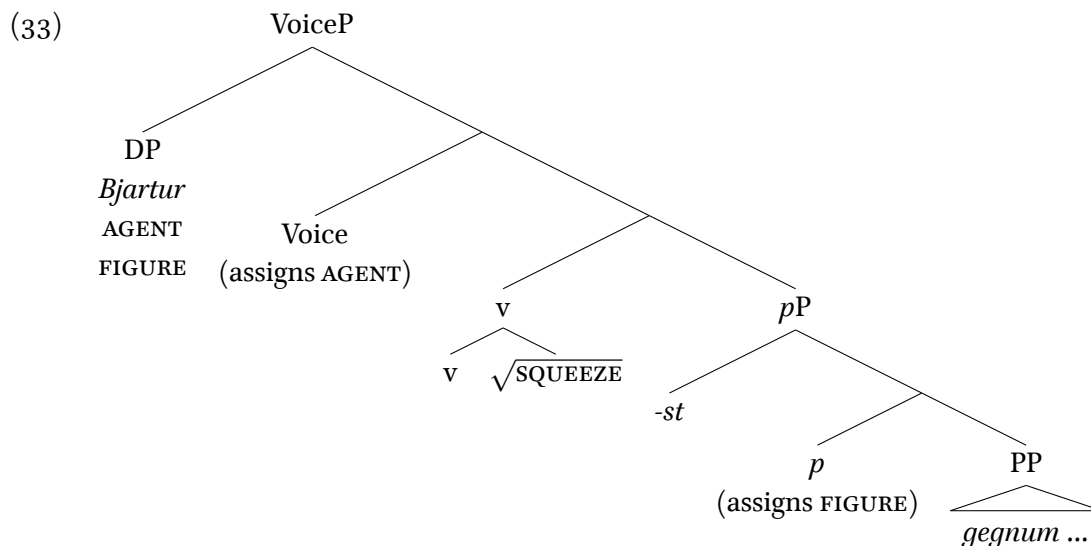 (33) VoiceP
DP
Bjartur
AGENT
FIGURE
Voice
(assigns AGENT)
v
pP
v √SQUEEZE
-st
p
(assigns FIGURE)
PP
gegnum ...